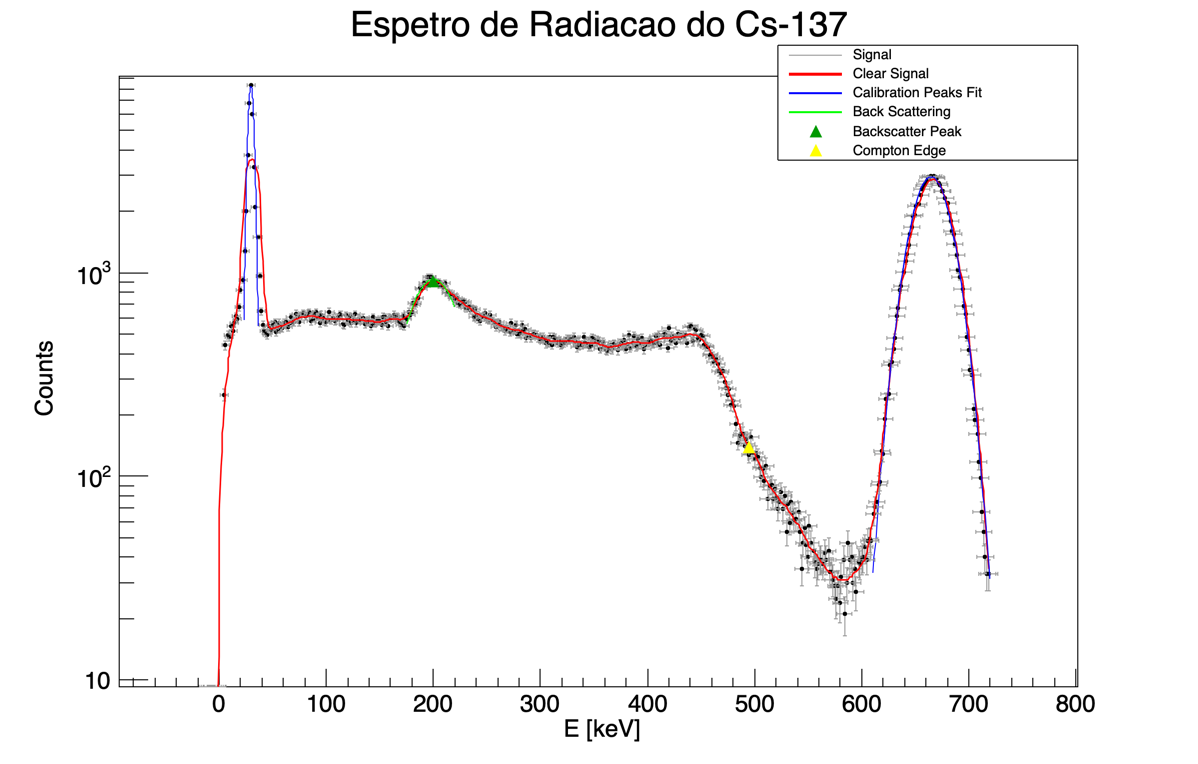 Espetro de Radiacao do Cs-137
Signal
Clear Signal
Calibration Peaks Fit
Back Scattering
Backscatter Peak
Compton Edge
Counts
10³
10²
10
0 100 200 300 400 500 600 700 800
E [keV]